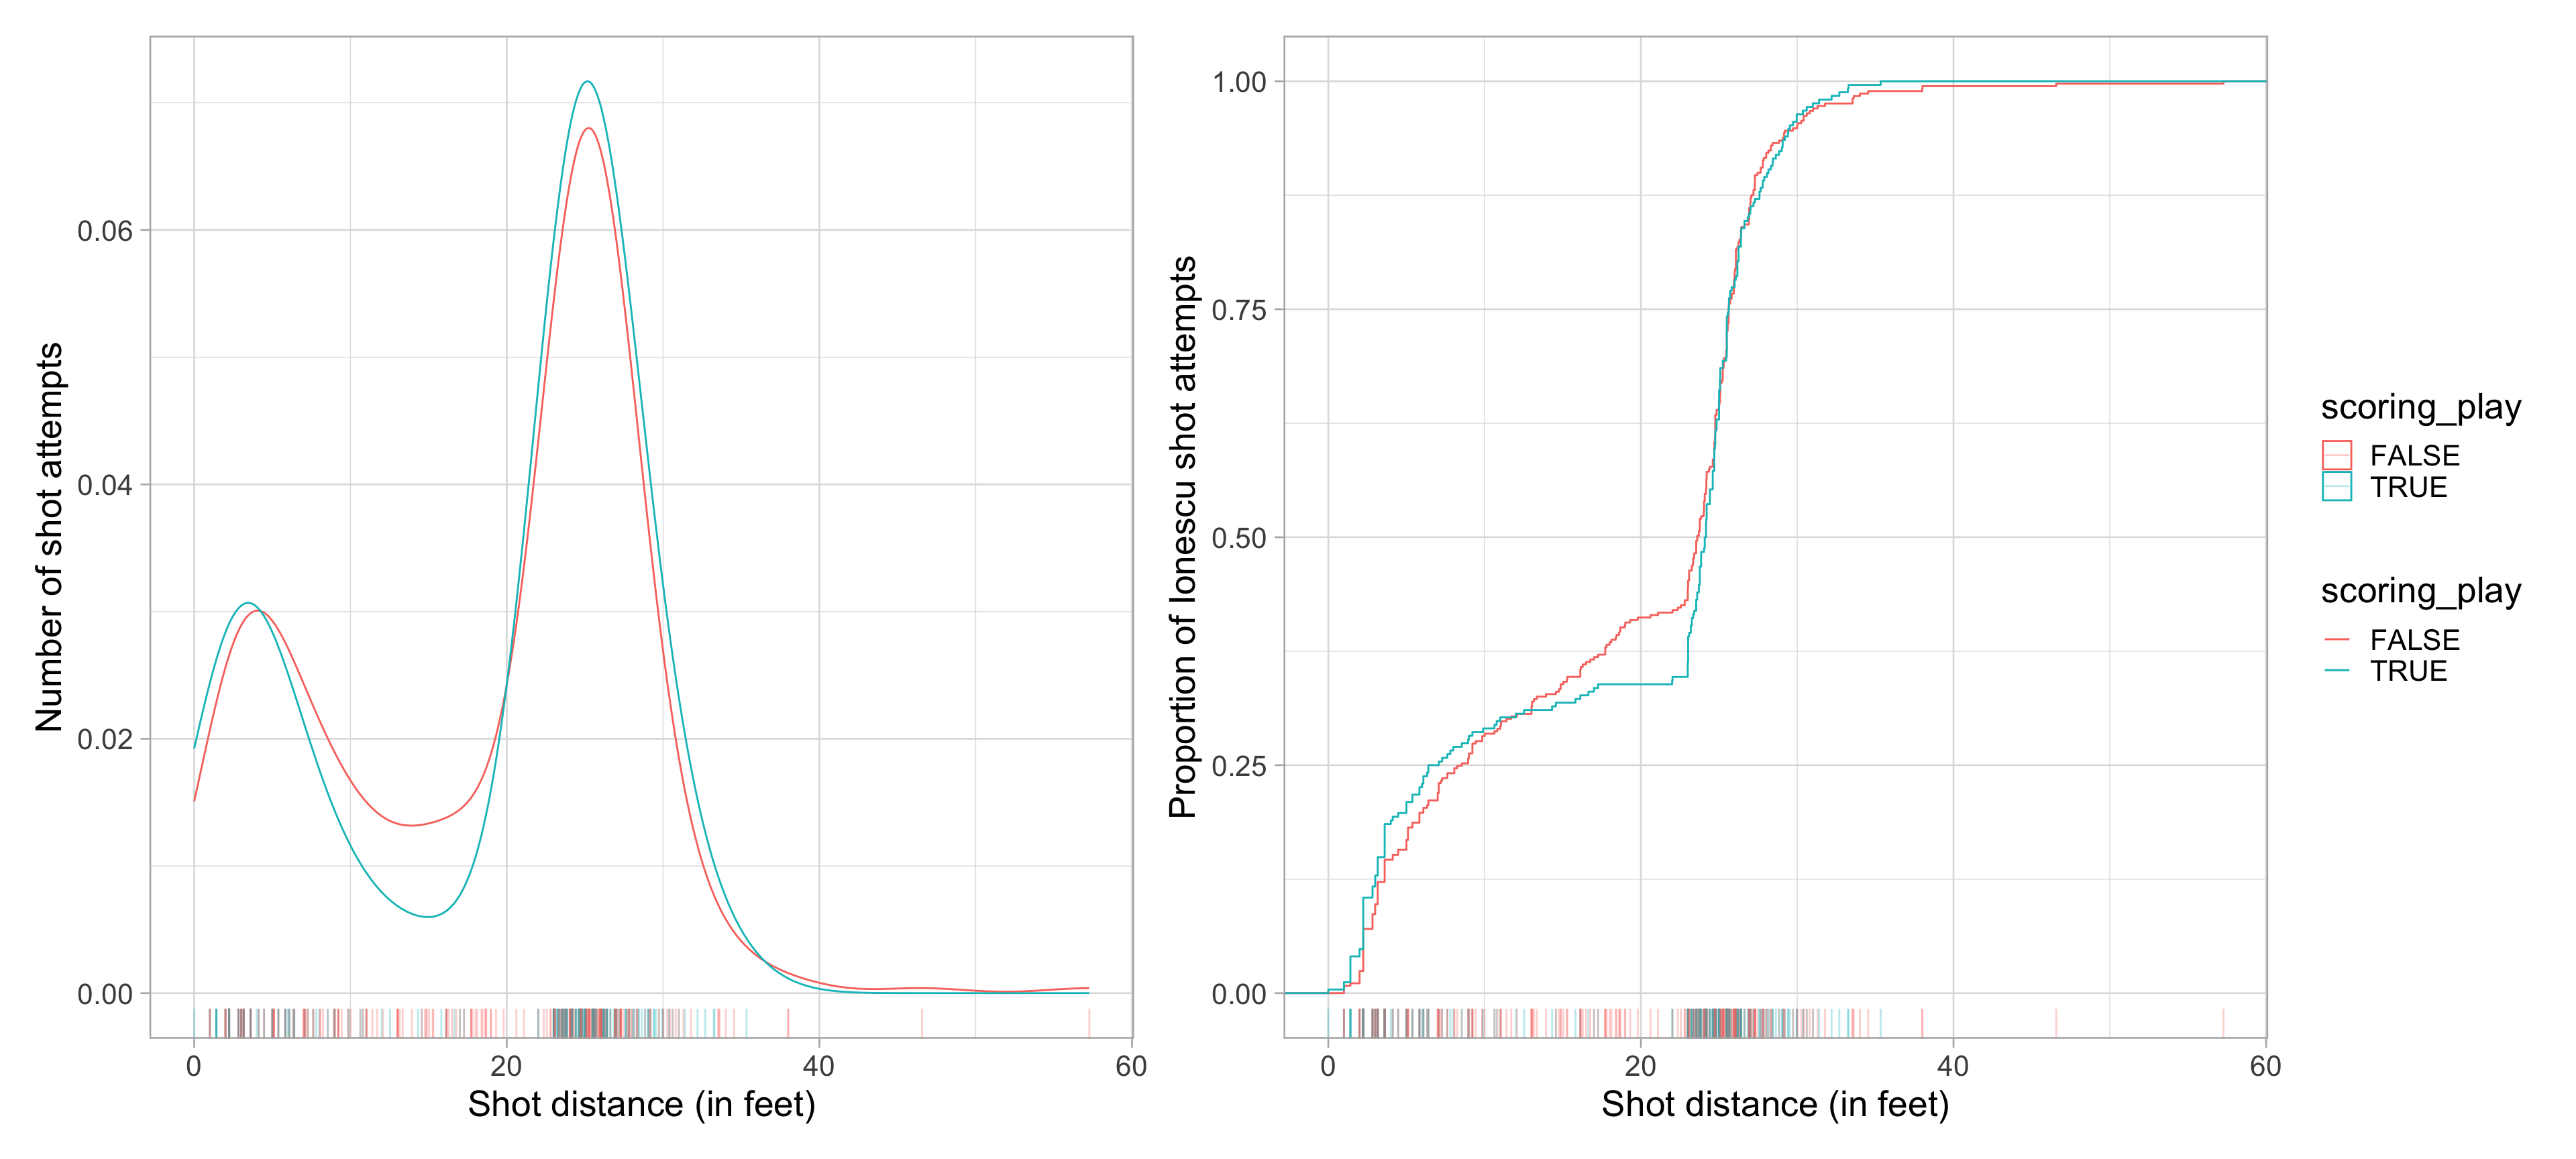 Number of shot attempts
0.06
0.04
0.02
0.00
0
20
40
60
Shot distance (in feet)
Proportion of Ionescu shot attempts
1.00
0.75
0.50
0.25
0.00
0
20
40
60
Shot distance (in feet)
scoring_play
FALSE
TRUE
scoring_play
FALSE
TRUE